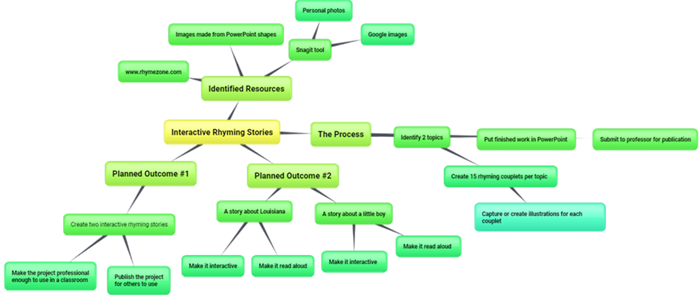 Personal photos
Images made from PowerPoint shapes
Google images
Snagit tool
www.rhymezone.com
Identified Resources
Interactive Rhyming Stories
The Process
Identify 2 topics
Put finished work in PowerPoint
Submit to professor for publication
Create 15 rhyming couplets per topic
Capture or create illustrations for each
couplet
Planned Outcome #1
Create two interactive rhyming stories
Make the project professional
enough to use in a classroom
Publish the project
for others to use
Planned Outcome #2
A story about Louisiana
Make it interactive
Make it read aloud
A story about a little boy
Make it interactive
Make it read aloud